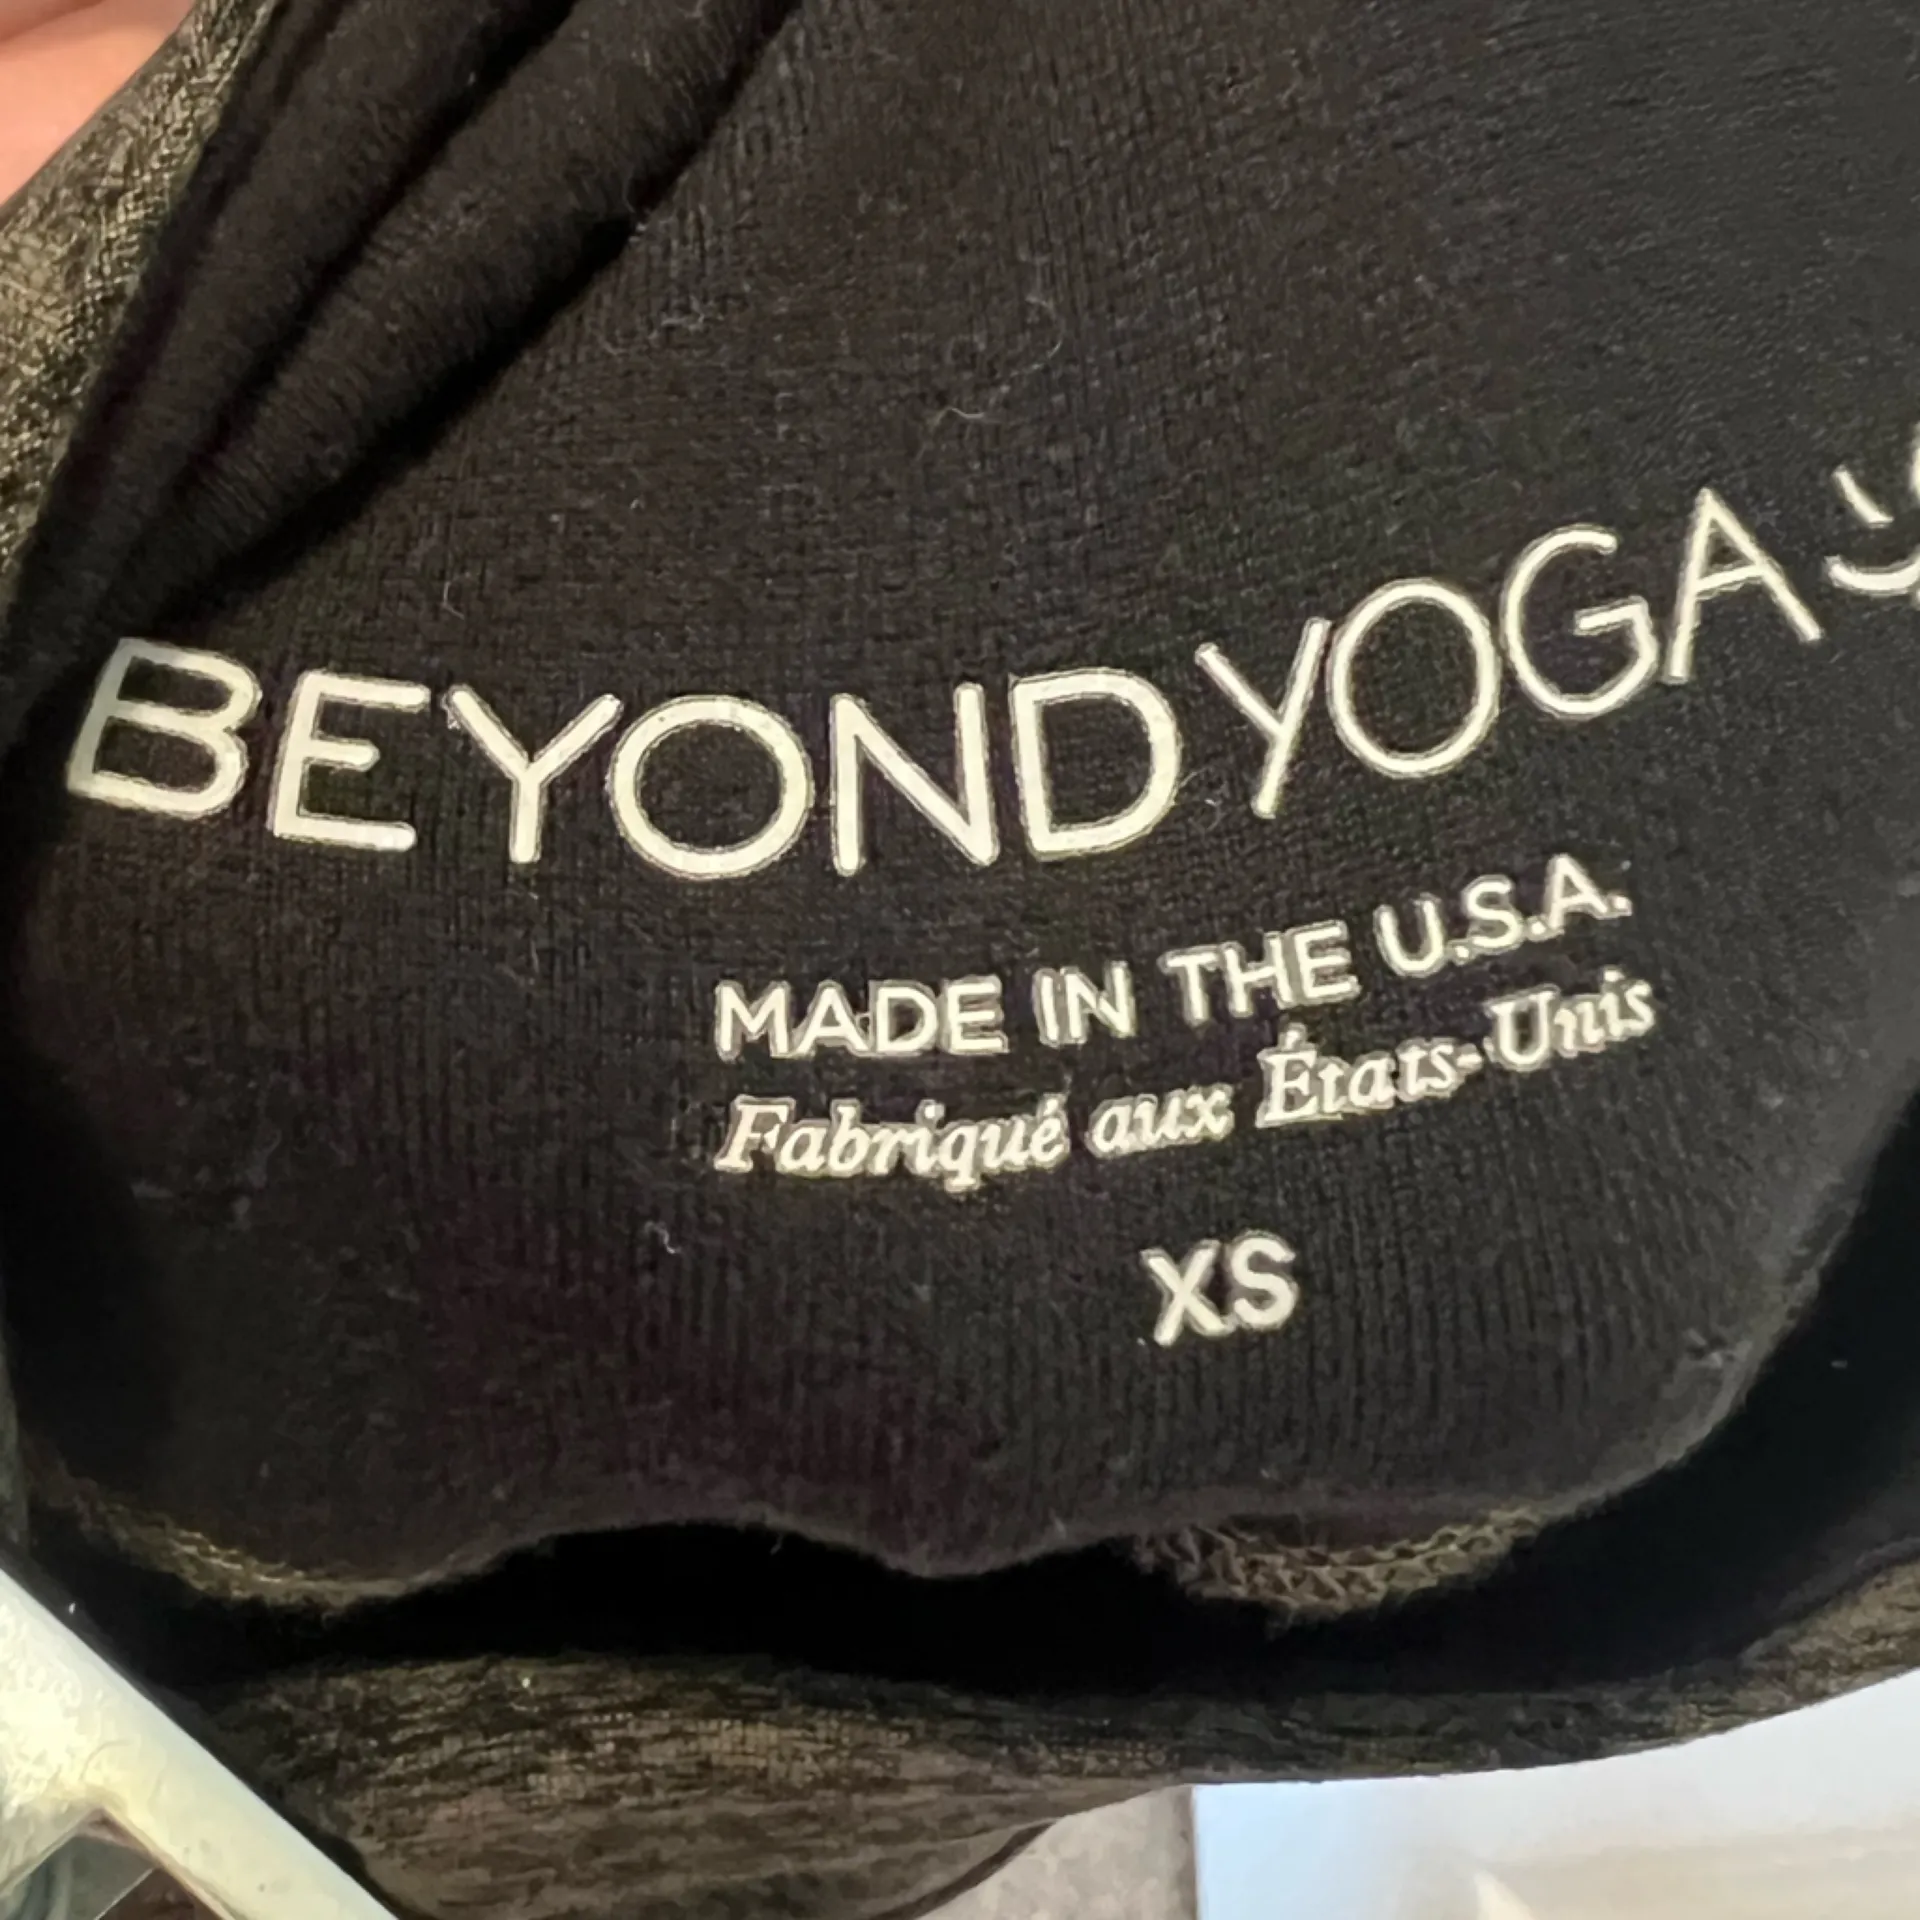 BEYOND YOGA
MADE IN THE U.S.A.
Fabriqué aux États-Unis
XS